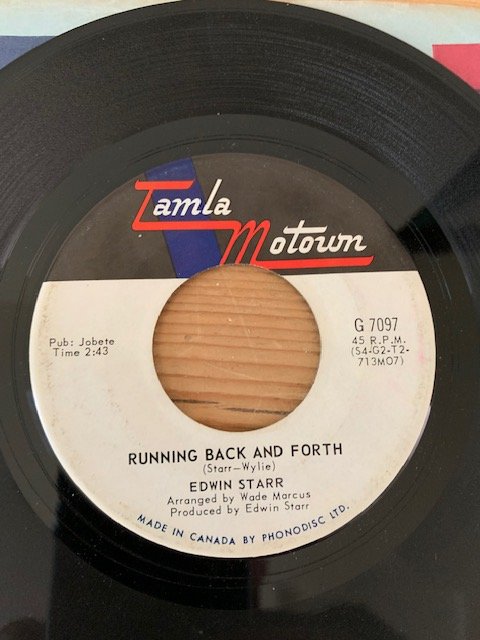 Tamla
Motown
G 7097
Pub: Jobete
Time 2:43
45 R.P.M.
(S4-G2-T2-
713M07)
RUNNING BACK AND FORTH
(Starr—Wylie)
EDWIN STARR
Arranged by Wade Marcus
Produced by Edwin Starr
MADE IN CANADA BY PHONODISC LTD.